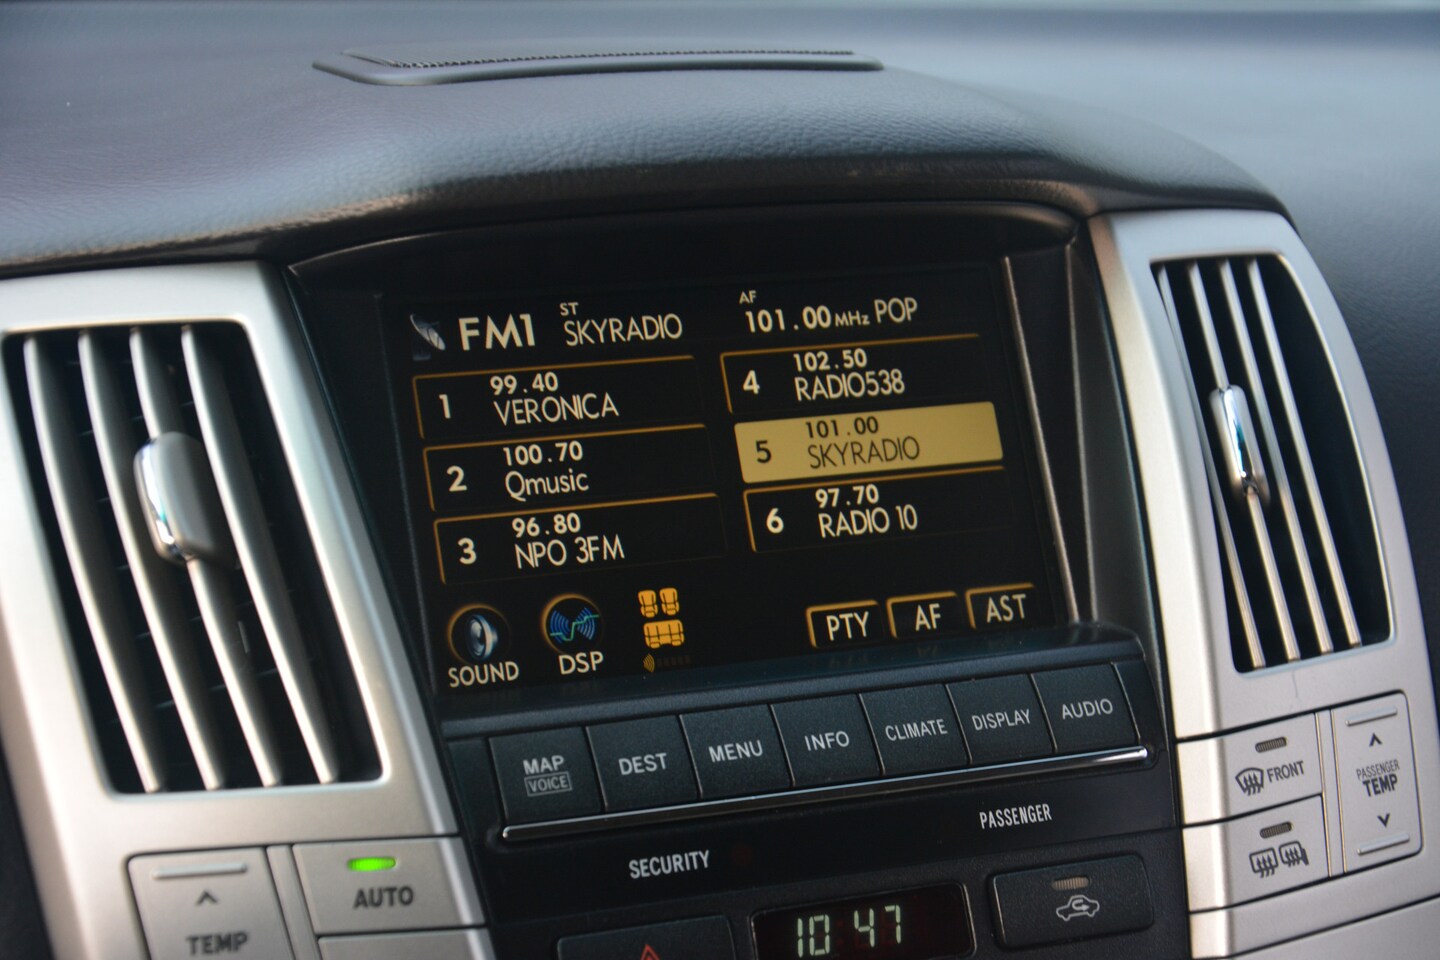 FM1
ST
SKYRADIO
AF
101.00 MHz POP
1
99.40
VERONICA
2
100.70
Qmusic
3
96.80
NPO 3FM
4
102.50
RADIO538
5
101.00
SKYRADIO
6
97.70
RADIO 10
SOUND
DSP
PTY
AF
AST
MAP
VOICE
DEST
MENU
INFO
CLIMATE
DISPLAY
AUDIO
PASSENGER
SECURITY
10 47
AUTO
TEMP
FRONT
PASSENGER
TEMP